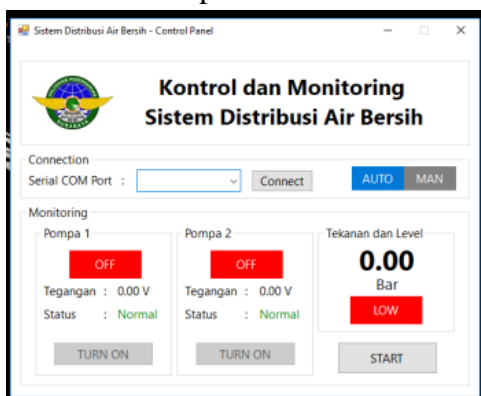 Sistem Distribusi Air Bersih - Control Panel
Kontrol dan Monitoring
Sistem Distribusi Air Bersih
Connection
Serial COM Port :
Connect
AUTO MAN
Monitoring
Pompa 1
OFF
Tegangan : 0.00 V
Status : Normal
TURN ON
Pompa 2
OFF
Tegangan : 0.00 V
Status : Normal
TURN ON
Tekanan dan Level
0.00
Bar
LOW
START